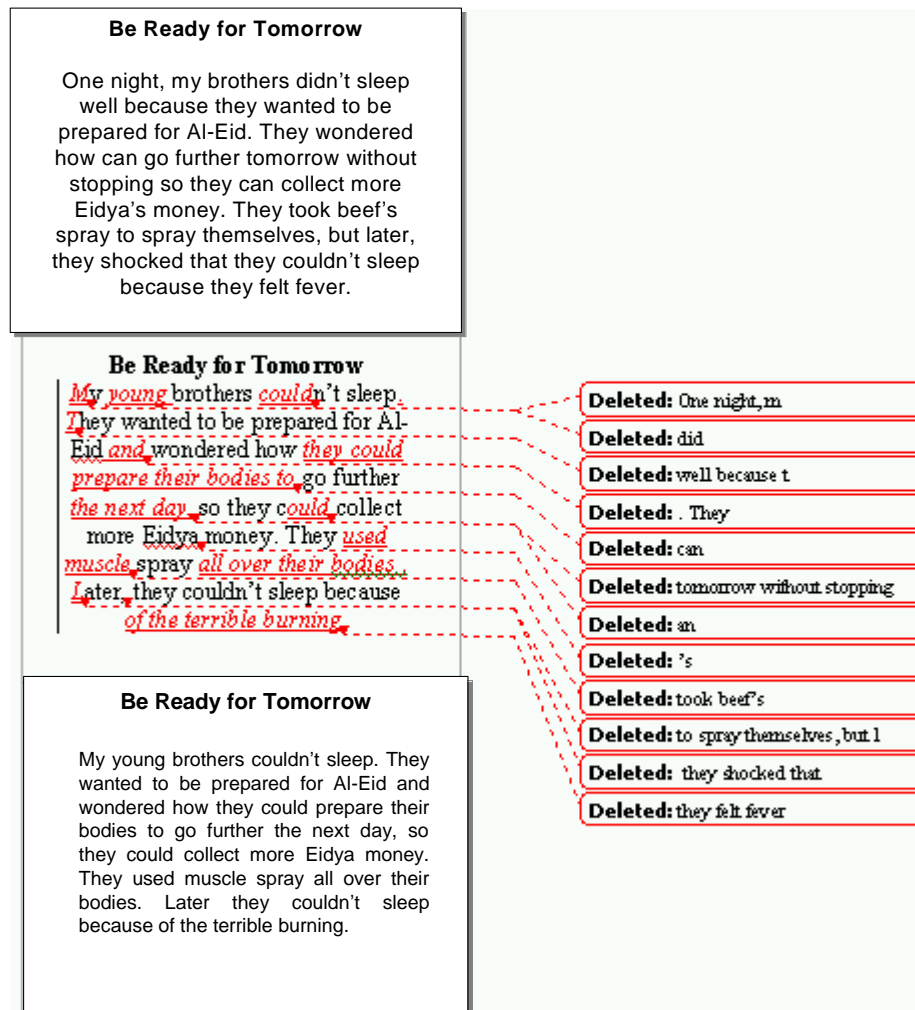 Be Ready for Tomorrow
One night, my brothers didn't sleep
well because they wanted to be
prepared for Al-Eid. They wondered
how can go further tomorrow without
stopping so they can collect more
Eidya's money. They took beef's
spray to spray themselves, but later,
they shocked that they couldn't sleep
because they felt fever.
Be Ready for Tomorrow
My young brothers couldn't sleep.
They wanted to be prepared for Al-
Eid and wondered how they could
prepare their bodies to go further
the next day, so they could collect
more Eidya money. They used
muscle spray all over their bodies.
Later, they couldn't sleep because
of the terrible burning.
Deleted: One night, m
Deleted: did
Deleted: well because t
Deleted: . They
Deleted: can
Deleted: tomorrow without stopping
Deleted: an
Deleted: 's
Deleted: took beef's
Deleted: to spray themselves, but l
Deleted: they shocked that
Deleted: they felt fever
Be Ready for Tomorrow
My young brothers couldn't sleep. They
wanted to be prepared for Al-Eid and
wondered how they could prepare their
bodies to go further the next day, so
they could collect more Eidya money.
They used muscle spray all over their
bodies. Later they couldn't sleep
because of the terrible burning.